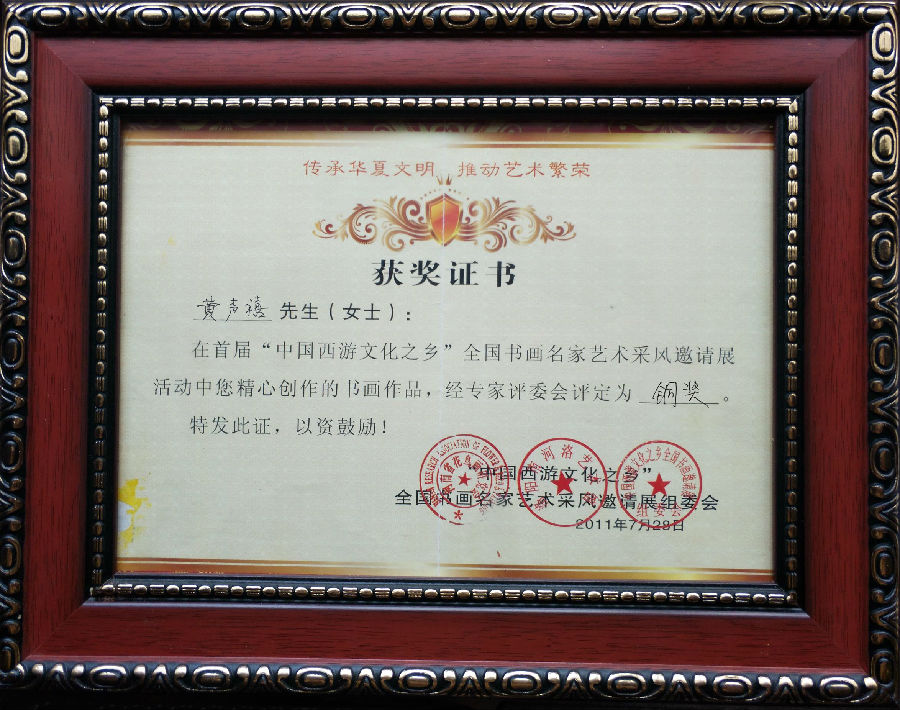 传承华夏文明 推动艺术繁荣
获奖证书
黄声禧 先生（女士）：
在首届“中国西游文化之乡”全国书画名家艺术采风邀请展
活动中您精心创作的书画作品，经专家评委会评定为 铜奖 。
特发此证，以资鼓励！
“中国西游文化之乡”
全国书画名家艺术采风邀请展组委会
2011年7月28日
组委会